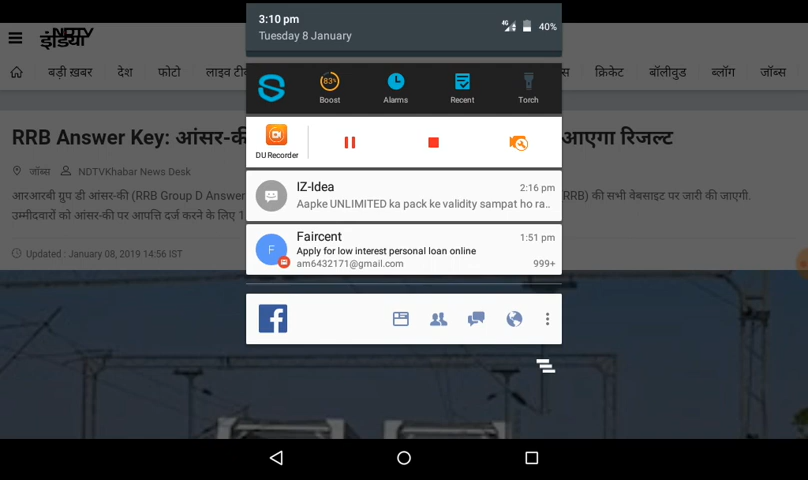 3:10 pm
4G
40%
Tuesday 8 January
NDTV
इंडिया
बड़ी ख़बर देश फोटो लाइव टी स क्रिकेट बॉलीवुड ब्लॉग जॉब्स
83%
Boost Alarms Recent Torch
RRB Answer Key: आंसर-की आएगा रिजल्ट
DU Recorder
जॉब्स NDTVKhabar News Desk
IZ-Idea 2:16 pm
आरआरबी ग्रुप डी आंसर-की (RRB Group D Answer RRB) की सभी वेबसाइट पर जारी की जाएगी.
Aapke UNLIMITED ka pack ke validity sampat ho ra..
उम्मीदवारों को आंसर-की पर आपत्ति दर्ज करने के लिए 1
Faircent 1:51 pm
F
Apply for low interest personal loan online
Updated : January 08, 2019 14:56 IST
am6432171@gmail.com 999+